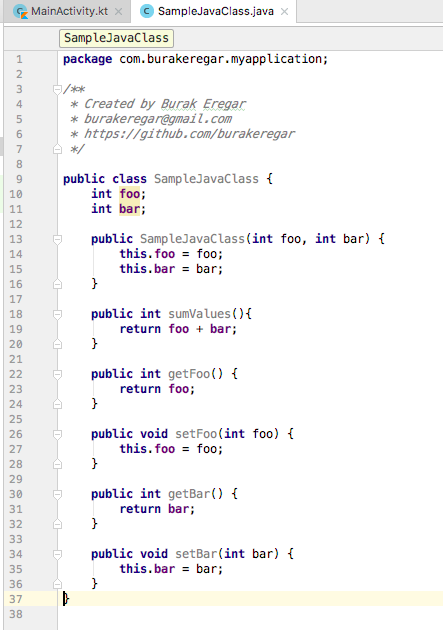 MainActivity.kt SampleJavaClass.java
SampleJavaClass
1 package com.burakeregar.myapplication;
2
3 /**
4 * Created by Burak Eregar
5 * burakeregar@gmail.com
6 * https://github.com/burakeregar
7 */
8
9 public class SampleJavaClass {
10 int foo;
11 int bar;
12
13 public SampleJavaClass(int foo, int bar) {
14 this.foo = foo;
15 this.bar = bar;
16 }
17
18 public int sumValues(){
19 return foo + bar;
20 }
21
22 public int getFoo() {
23 return foo;
24 }
25
26 public void setFoo(int foo) {
27 this.foo = foo;
28 }
29
30 public int getBar() {
31 return bar;
32 }
33
34 public void setBar(int bar) {
35 this.bar = bar;
36 }
37 }
38